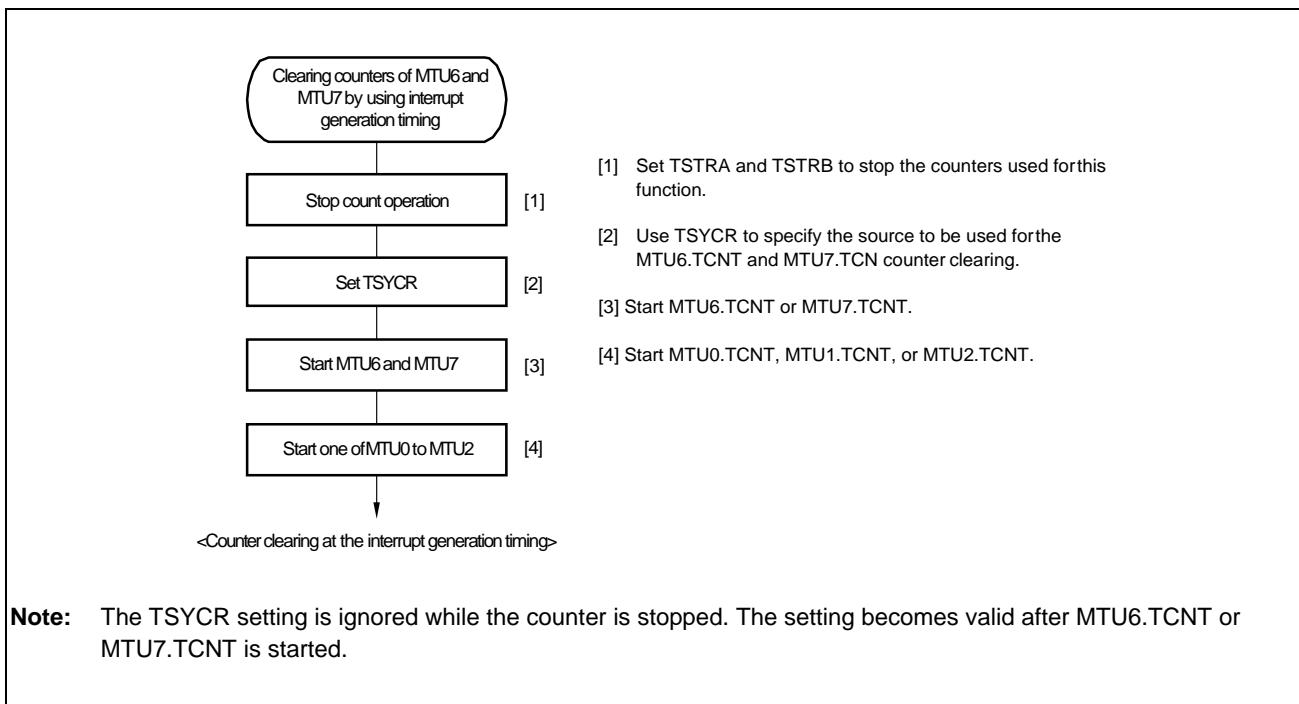 Clearing counters of MTU6 and
MTU7 by using interrupt
generation timing
Stop count operation
[1]
Set TSYCR
[2]
Start MTU6 and MTU7
[3]
Start one of MTU0 to MTU2
[4]
<Counter clearing at the interrupt generation timing>
[1] Set TSTRA and TSTRB to stop the counters used forthis
function.
[2] Use TSYCR to specify the source to be used forthe
MTU6.TCNT and MTU7.TCN counter clearing.
[3] Start MTU6.TCNT or MTU7.TCNT.
[4] Start MTU0.TCNT, MTU1.TCNT, or MTU2.TCNT.
Note: The TSYCR setting is ignored while the counter is stopped. The setting becomes valid after MTU6.TCNT or
MTU7.TCNT is started.